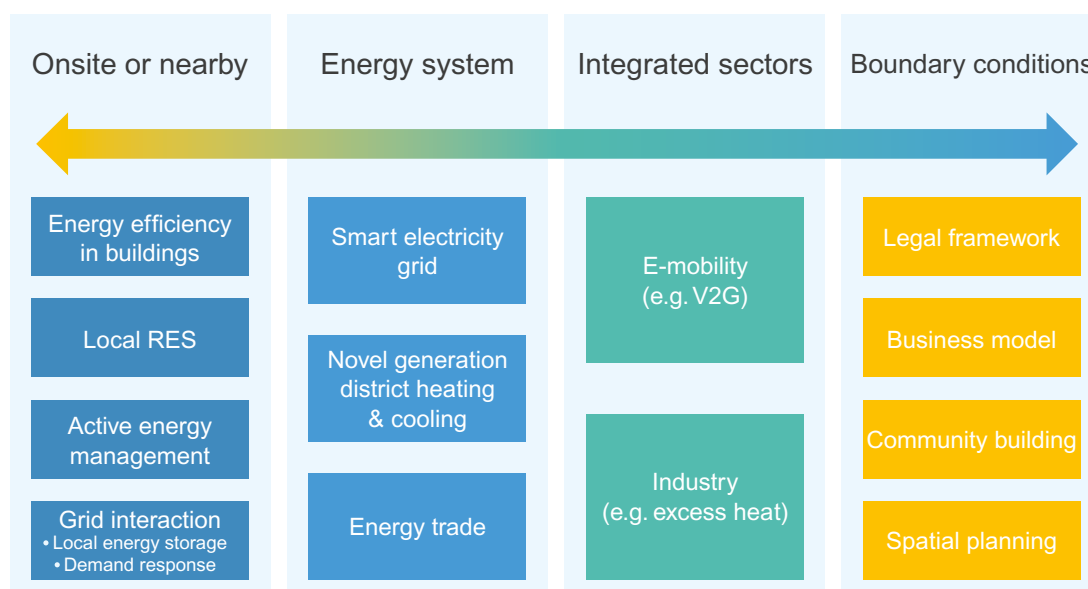 Onsite or nearby
Energy efficiency
in buildings
Local RES
Active energy
management
Grid interaction
• Local energy storage
• Demand response
Energy system
Smart electricity
grid
Novel generation
district heating
& cooling
Energy trade
Integrated sectors
E-mobility
(e.g. V2G)
Industry
(e.g. excess heat)
Boundary conditions
Legal framework
Business model
Community building
Spatial planning